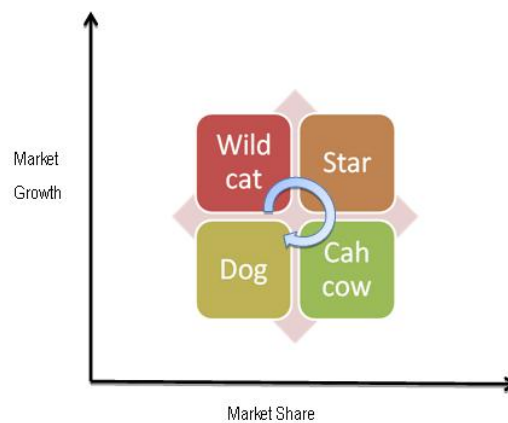 Market
Growth
Wild
cat
Star
Dog
Cah
cow
Market Share